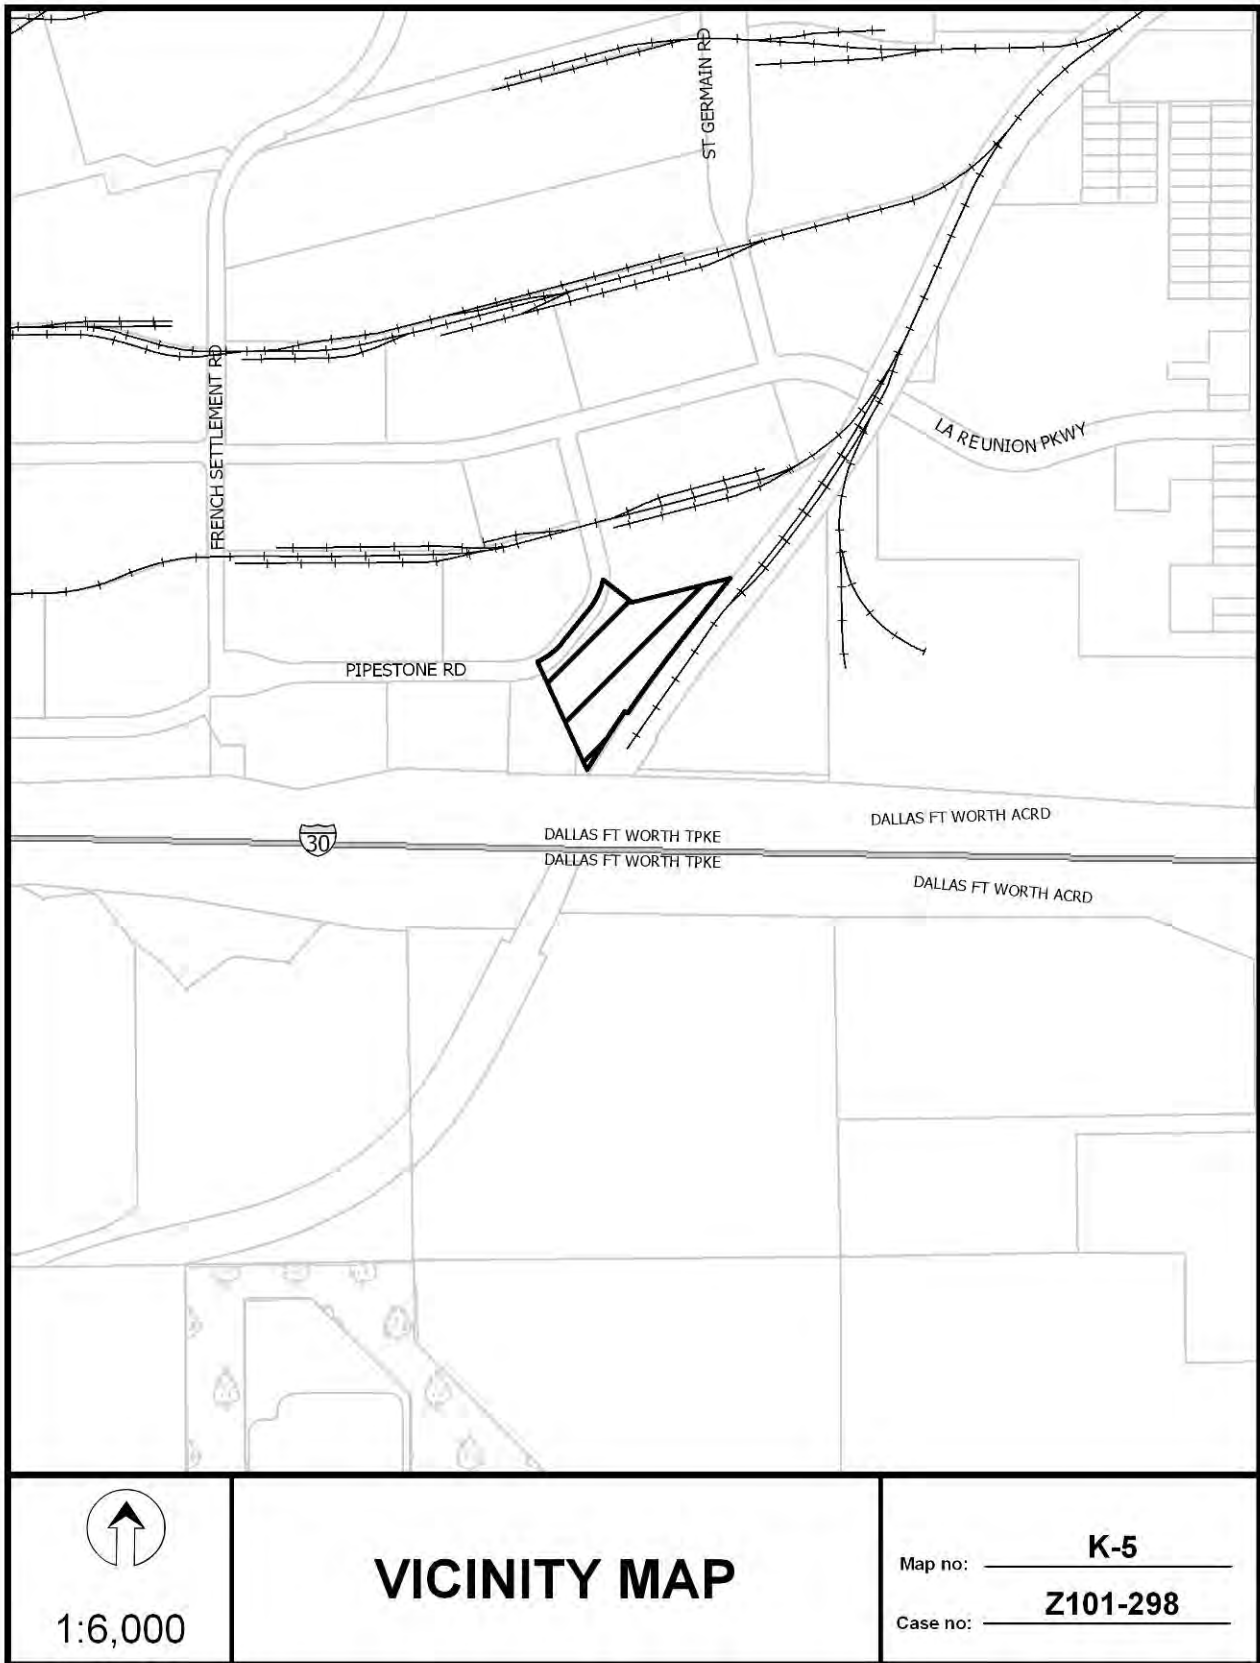 ST GERMAIN RD
FRENCH SETTLEMENT RD
LA REUNION PKWY
PIPESTONE RD
DALLAS FT WORTH ACRD
30
DALLAS FT WORTH TPKE
DALLAS FT WORTH TPKE
DALLAS FT WORTH ACRD
1:6,000
VICINITY MAP
Map no: K-5
Case no: Z101-298